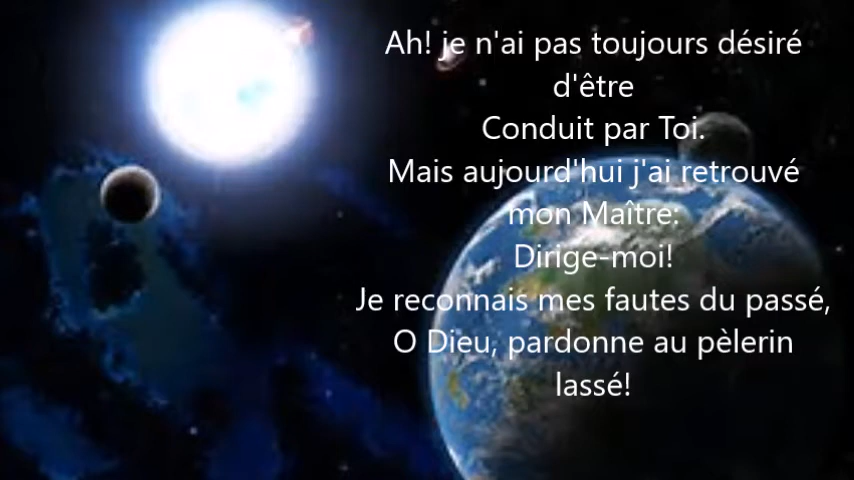 Ah! je n'ai pas toujours désiré
d'être
Conduit par Toi.
Mais aujourd'hui j'ai retrouvé
mon Maître:
Dirige-moi!
Je reconnais mes fautes du passé,
O Dieu, pardonne au pèlerin
lassé!